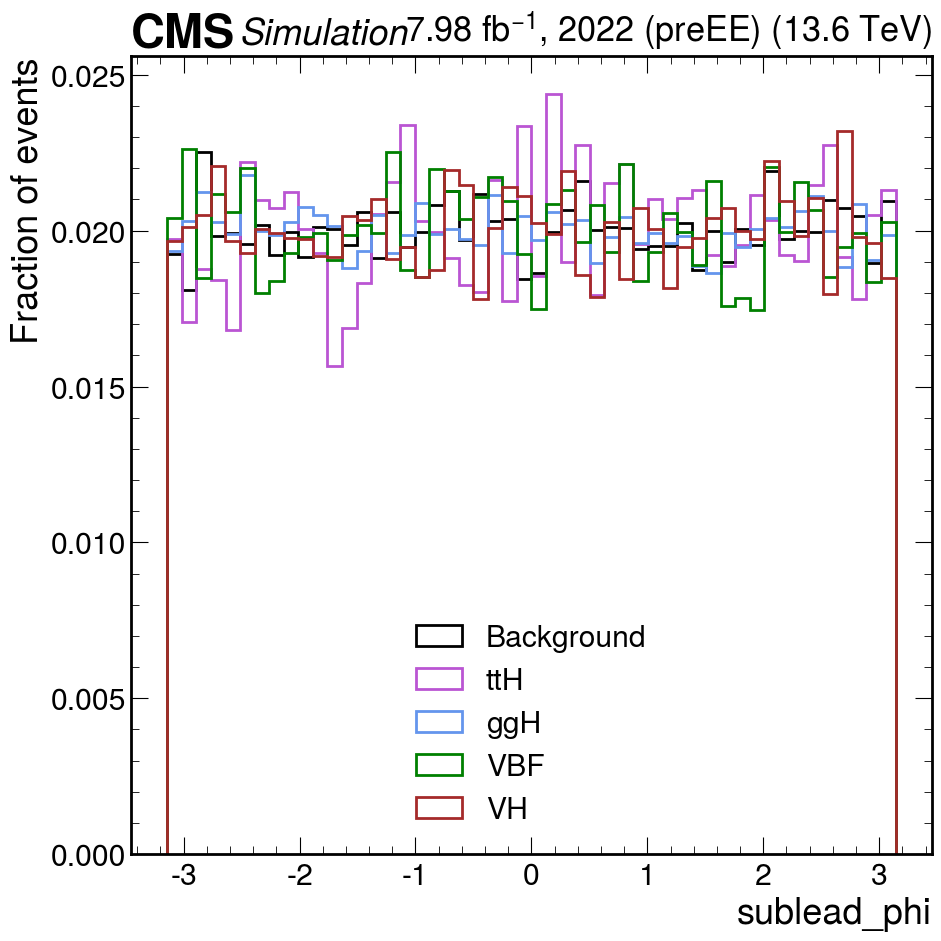 CMS Simulation 7.98 fb⁻¹, 2022 (preEE) (13.6 TeV)
Fraction of events
0.025
0.020
0.015
0.010
0.005
0.000
Background
ttH
ggH
VBF
VH
-3 -2 -1 0 1 2 3
sublead_phi